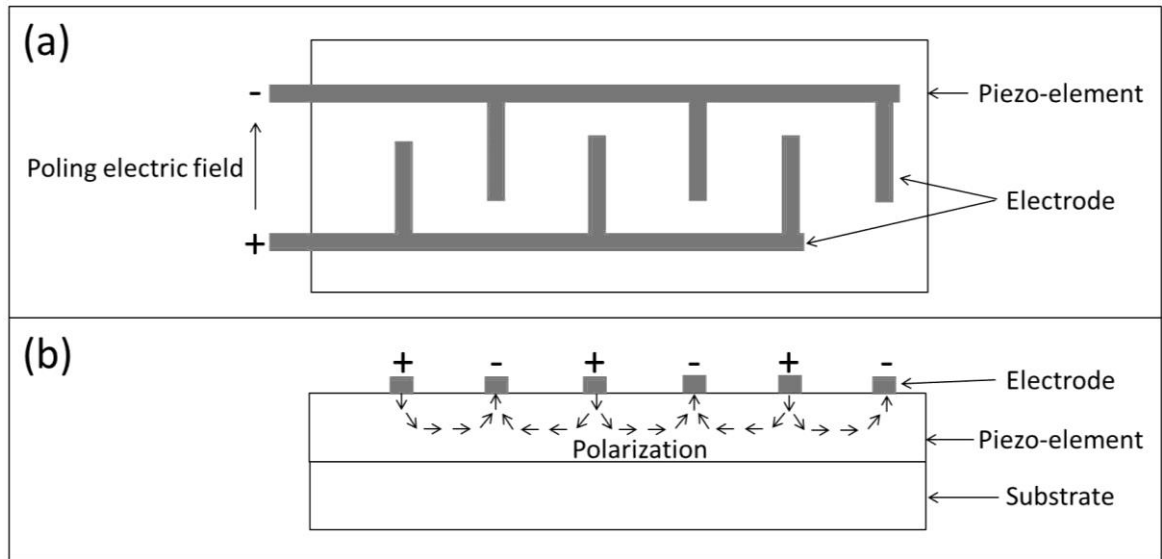 (a)
-
Piezo-element
Poling electric field
Electrode
+
(b)
+ - + - + -
Electrode
Piezo-element
Polarization
Substrate